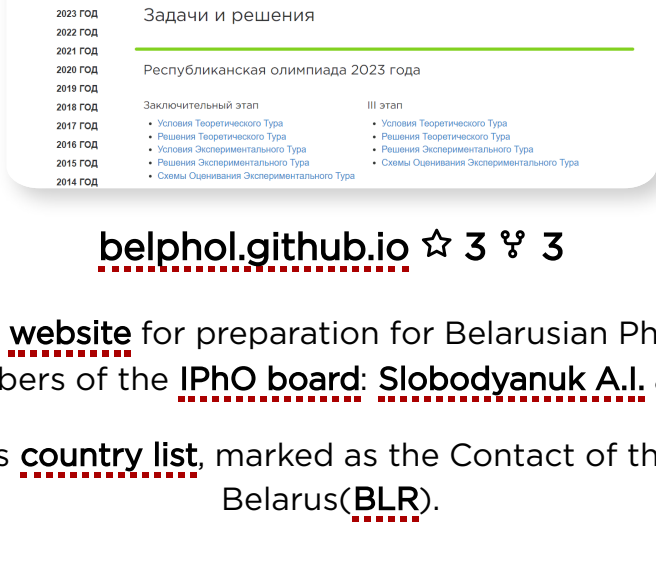 2023 ГОД
2022 ГОД
2021 ГОД
2020 ГОД
2019 ГОД
2018 ГОД
2017 ГОД
2016 ГОД
2015 ГОД
2014 ГОД
Задачи и решения
Республиканская олимпиада 2023 года
Заключительный этап
• Условия Теоретического Тура
• Решения Теоретического Тура
• Условия Экспериментального Тура
• Решения Экспериментального Тура
• Схемы Оценивания Экспериментального Тура
III этап
• Условия Теоретического Тура
• Решения Теоретического Тура
• Решения Экспериментального Тура
• Схемы Оценивания Экспериментального Тура
belphol.github.io 3 3
website for preparation for Belarusian Ph
bers of the IPhO board: Slobodyanuk A.I.
s country list, marked as the Contact of th
Belarus(BLR).